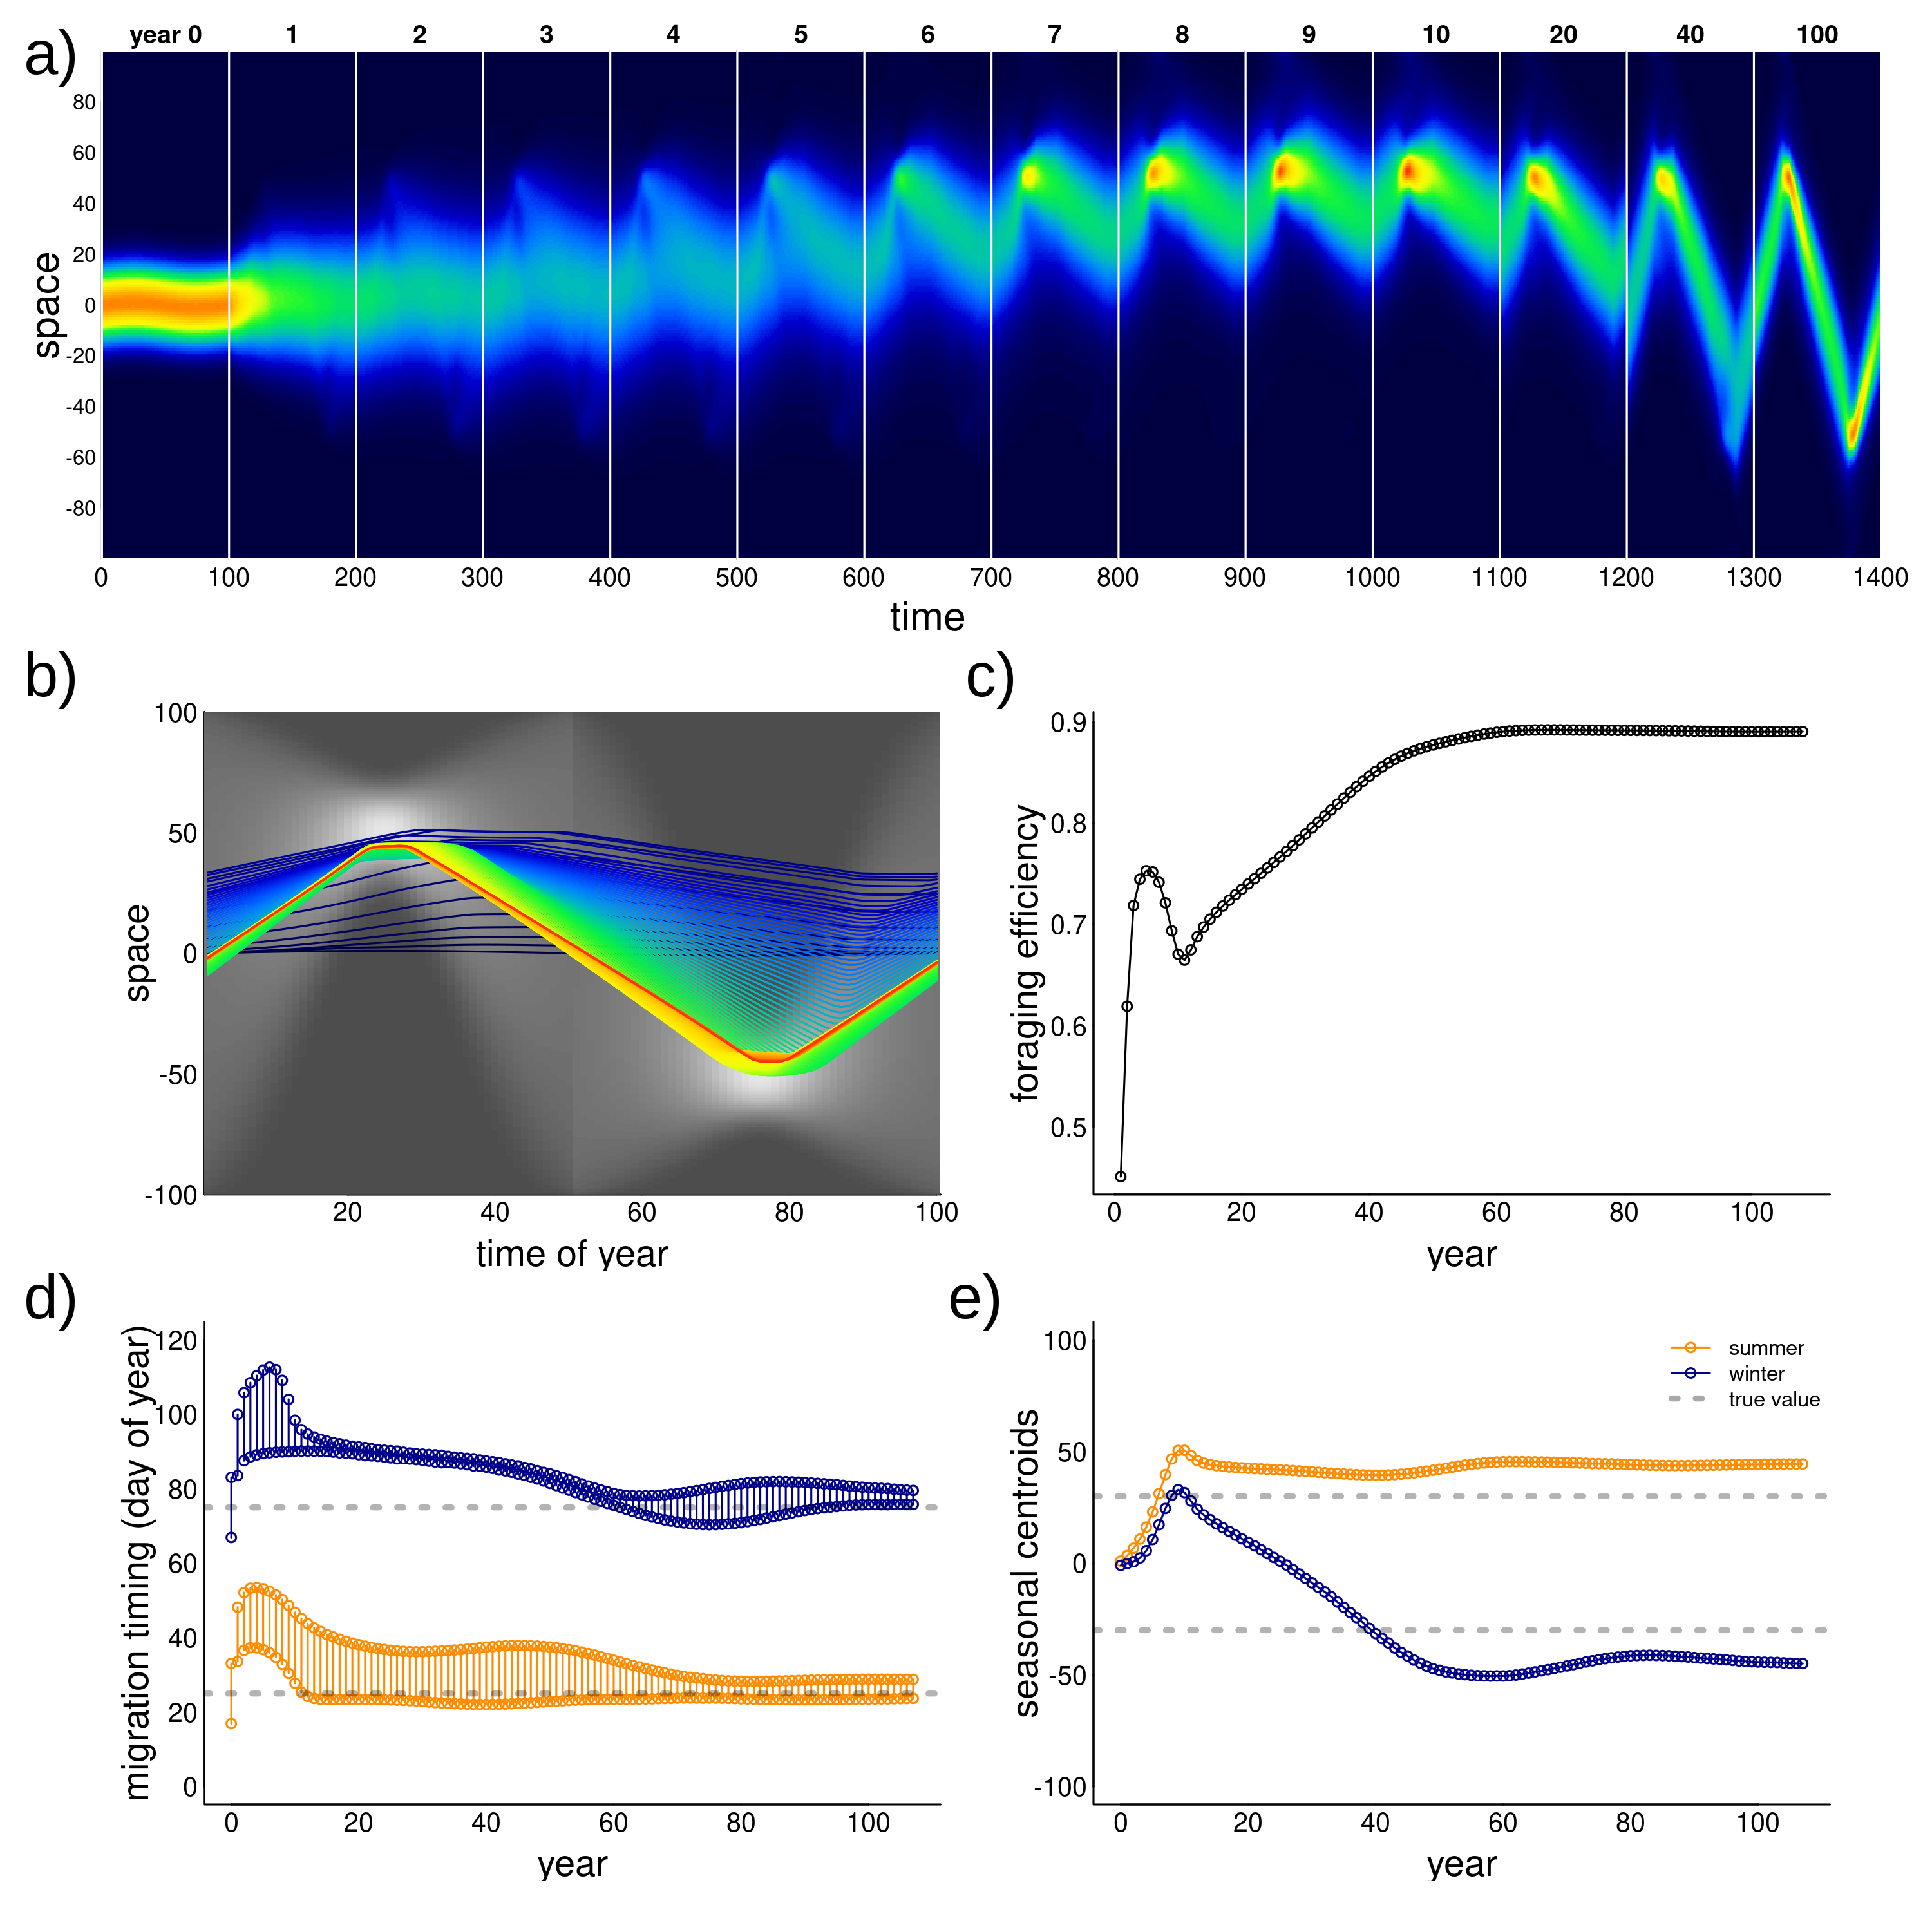 a)
year 0 1 2 3 4 5 6 7 8 9 10 20 40 100
space
80
60
40
20
0
-20
-40
-60
-80
0 100 200 300 400 500 600 700 800 900 1000 1100 1200 1300 1400
time
b)
space
100
50
0
-50
-100
20 40 60 80 100
time of year
c)
foraging efficiency
0.9
0.8
0.7
0.6
0.5
0 20 40 60 80 100
year
d)
migration timing (day of year)
120
100
80
60
40
20
0
0 20 40 60 80 100
year
e)
seasonal centroids
100
50
0
-50
-100
summer
winter
true value
0 20 40 60 80 100
year